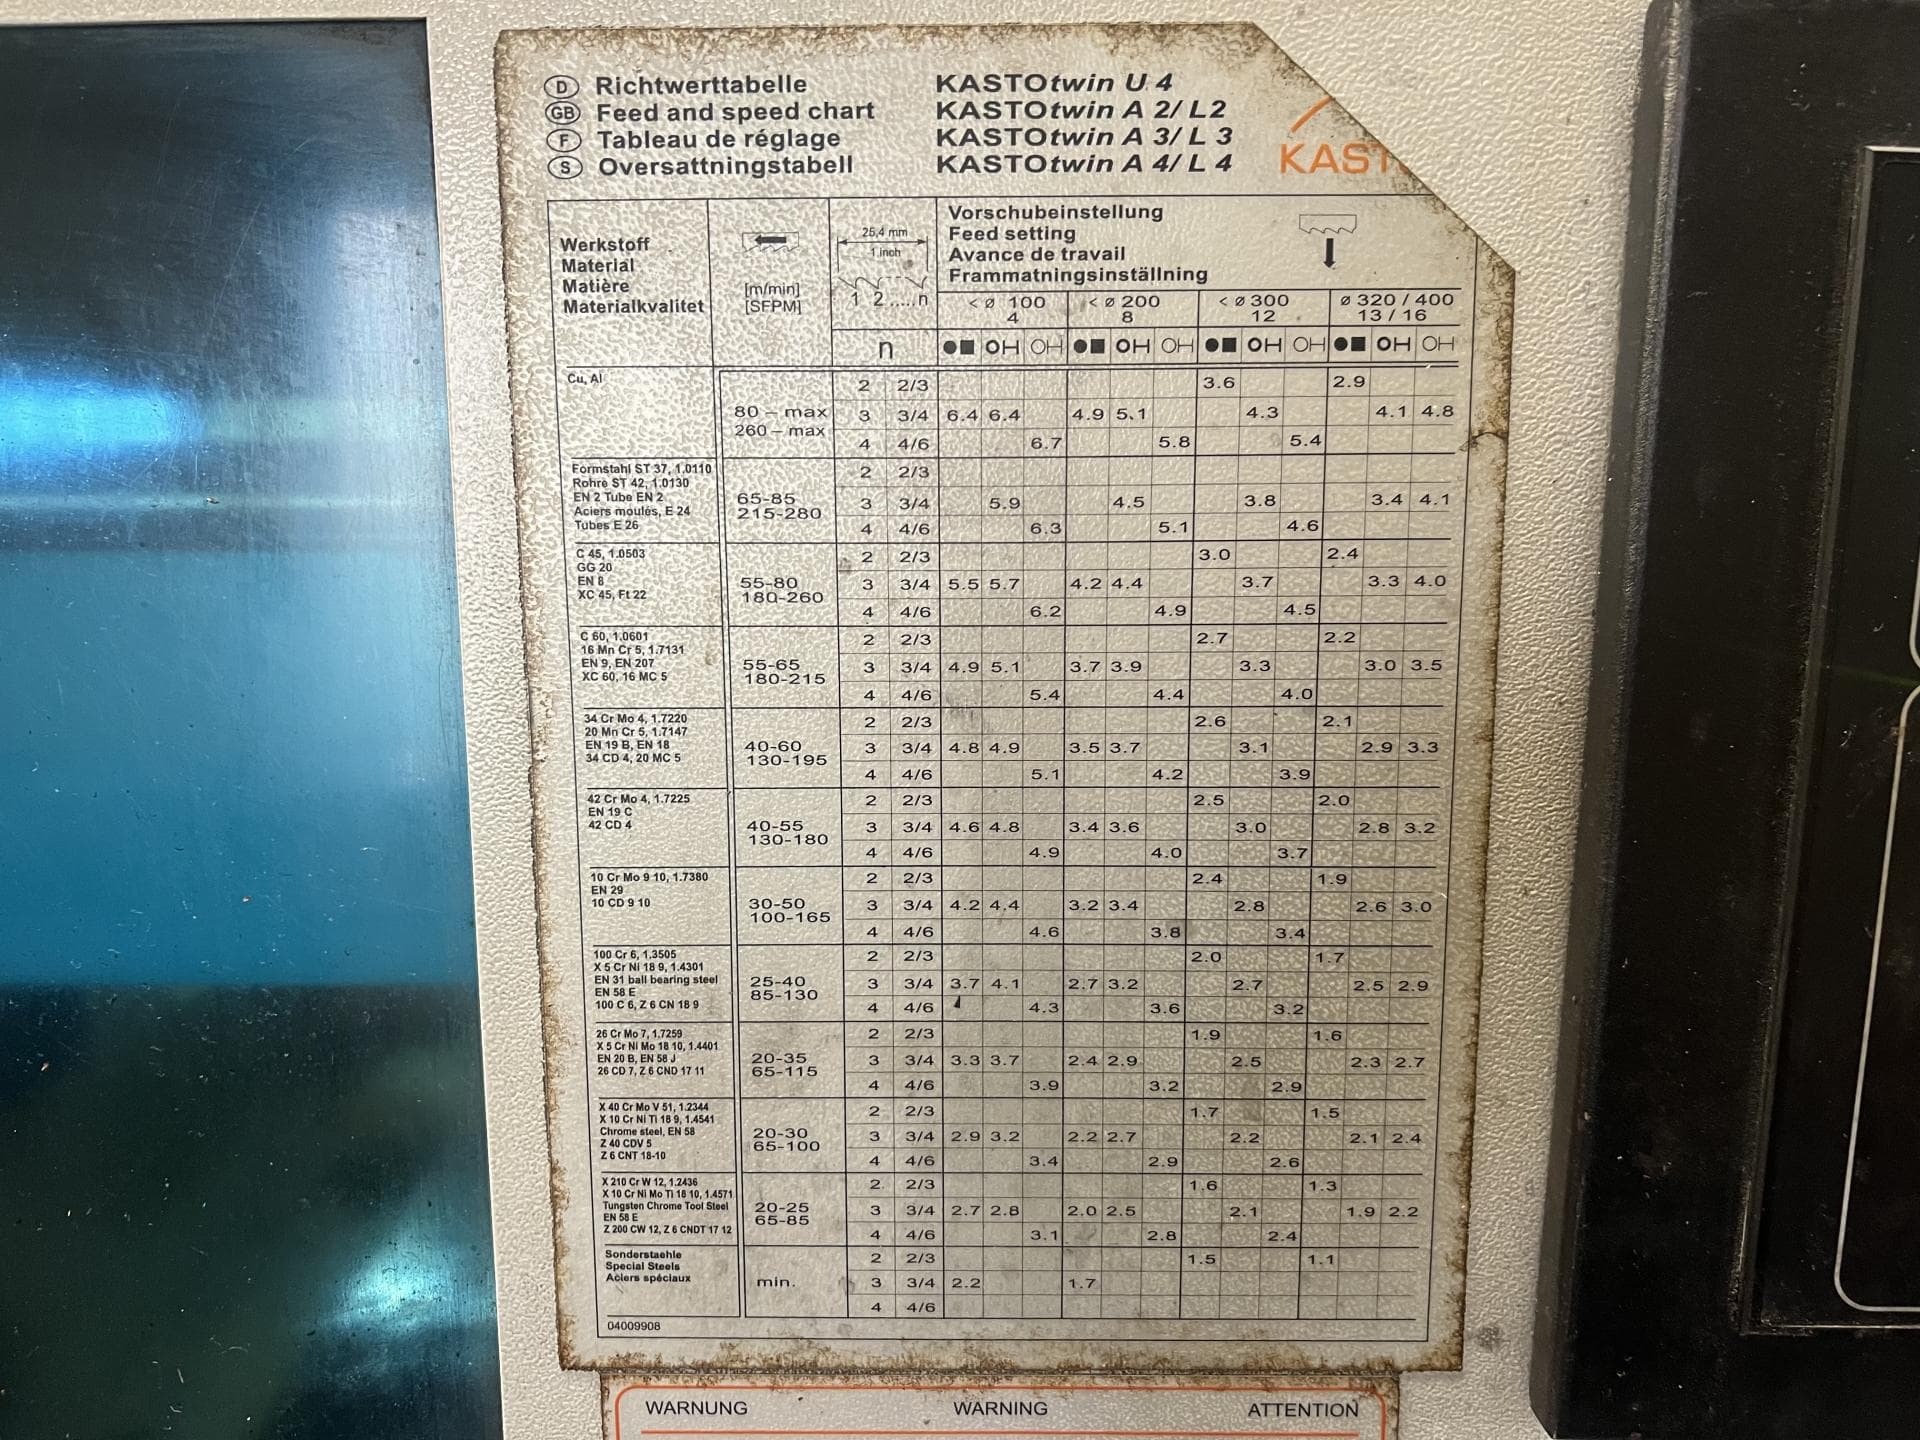 D Richtwerttabelle KASTOtwin U 4
GB Feed and speed chart KASTOtwin A 2/ L2
F Tableau de réglage KASTOtwin A 3/ L 3
S Oversattningstabell KASTOtwin A 4/ L 4
KAST
Werkstoff
Material
Matière
Materialkvalitet
[m/min]
[SFPM]
25,4 mm
1 inch
1 2.....n
n
Vorschubeinstellung
Feed setting
Avance de travail
Frammatningsinställning
< ø 100 < ø 200 < ø 300 ø 320 / 400
4 8 12 13 / 16
Cu, Al
80 – max
260 – max
2 2/3 3.6 2.9
3 3/4 6.4 6.4 4.9 5.1 4.3 4.1 4.8
4 4/6 6.7 5.8 5.4
Formstahl ST 37, 1.0110
Rohre ST 42, 1.0130
EN 2 Tube EN 2
Aciers moulés, E 24
Tubes E 26
65-85
215-280
2 2/3
3 3/4 5.9 4.5 3.8 3.4 4.1
4 4/6 6.3 5.1 4.6
C 45, 1.0503
GG 20
EN 8
XC 45, Ft 22
55-80
180-260
2 2/3 3.0 2.4
3 3/4 5.5 5.7 4.2 4.4 3.7 3.3 4.0
4 4/6 6.2 4.9 4.5
C 60, 1.0601
16 Mn Cr 5, 1.7131
EN 9, EN 207
XC 60, 16 MC 5
55-65
180-215
2 2/3 2.7 2.2
3 3/4 4.9 5.1 3.7 3.9 3.3 3.0 3.5
4 4/6 5.4 4.4 4.0
34 Cr Mo 4, 1.7220
20 Mn Cr 5, 1.7147
EN 19 B, EN 18
34 CD 4, 20 MC 5
40-60
130-195
2 2/3 2.6 2.1
3 3/4 4.8 4.9 3.5 3.7 3.1 2.9 3.3
4 4/6 5.1 4.2 3.9
42 Cr Mo 4, 1.7225
EN 19 C
42 CD 4
40-55
130-180
2 2/3 2.5 2.0
3 3/4 4.6 4.8 3.4 3.6 3.0 2.8 3.2
4 4/6 4.9 4.0 3.7
10 Cr Mo 9 10, 1.7380
EN 29
10 CD 9 10
30-50
100-165
2 2/3 2.4 1.9
3 3/4 4.2 4.4 3.2 3.4 2.8 2.6 3.0
4 4/6 4.6 3.8 3.4
100 Cr 6, 1.3505
X 5 Cr Ni 18 9, 1.4301
EN 31 ball bearing steel
EN 58 E
100 C 6, Z 6 CN 18 9
25-40
85-130
2 2/3 2.0 1.7
3 3/4 3.7 4.1 2.7 3.2 2.7 2.5 2.9
4 4/6 4.3 3.6 3.2
26 Cr Mo 7, 1.7259
X 5 Cr Ni Mo 18 10, 1.4401
EN 20 B, EN 58 J
26 CD 7, Z 6 CND 17 11
20-35
65-115
2 2/3 1.9 1.6
3 3/4 3.3 3.7 2.4 2.9 2.5 2.3 2.7
4 4/6 3.9 3.2 2.9
X 40 Cr Mo V 51, 1.2344
X 10 Cr Ni Ti 18 9, 1.4541
Chrome steel, EN 58
Z 40 CDV 5
Z 6 CNT 18-10
20-30
65-100
2 2/3 1.7 1.5
3 3/4 2.9 3.2 2.2 2.7 2.2 2.1 2.4
4 4/6 3.4 2.9 2.6
X 210 Cr W 12, 1.2436
X 10 Cr Ni Mo Ti 18 10, 1.4571
Tungsten Chrome Tool Steel
EN 58 E
Z 200 CW 12, Z 6 CNDT 17 12
20-25
65-85
2 2/3 1.6 1.3
3 3/4 2.7 2.8 2.0 2.5 2.1 1.9 2.2
4 4/6 3.1 2.8 2.4
Sonderstaehle
Special Steels
Aciers spéciaux
min.
2 2/3 1.5 1.1
3 3/4 2.2 1.7
4 4/6
04009908
WARNUNG WARNING ATTENTION